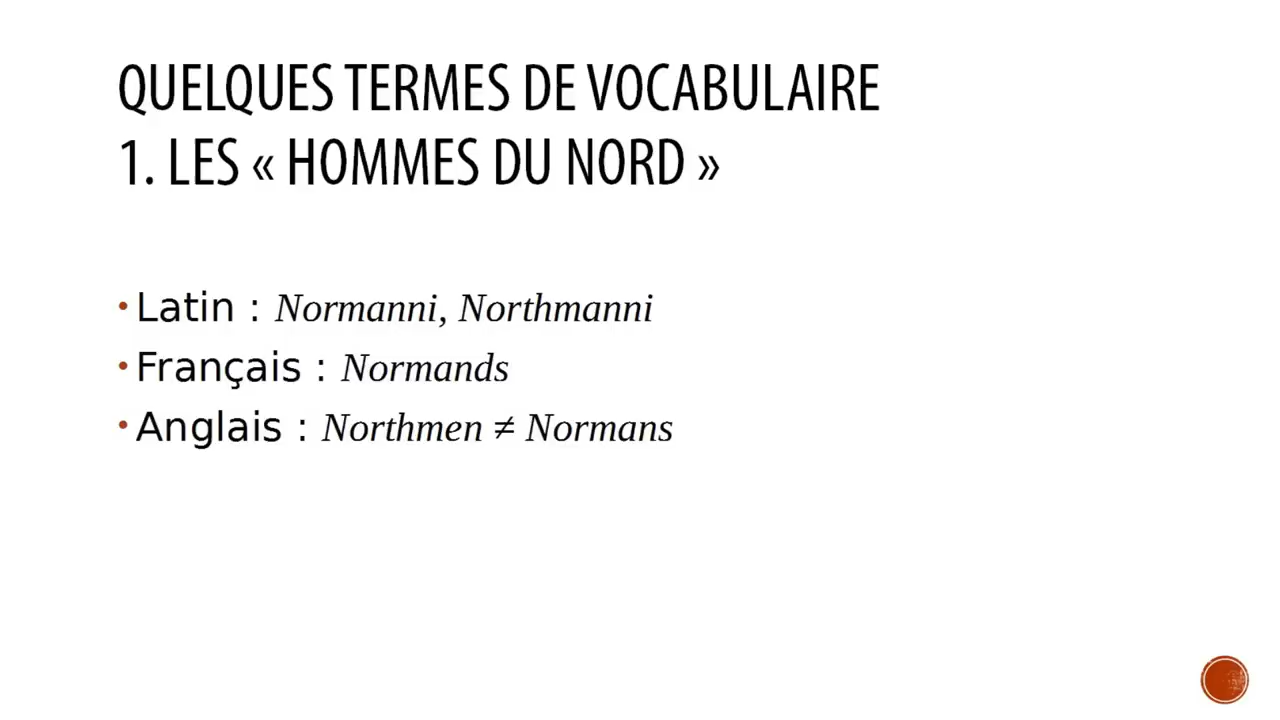 QUELQUES TERMES DE VOCABULAIRE
1. LES « HOMMES DU NORD »
• Latin : Normanni, Northmanni
• Français : Normands
• Anglais : Northmen ≠ Normans